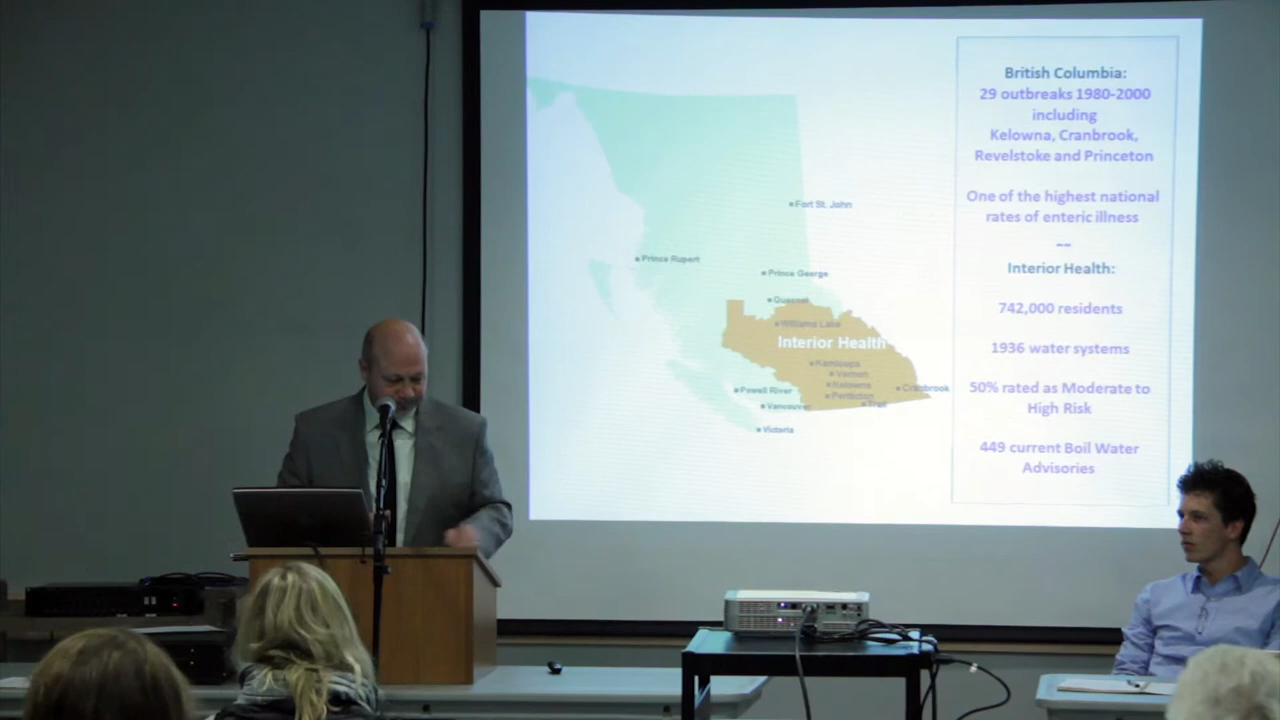 British Columbia:
29 outbreaks 1980-2000
including
Kelowna, Cranbrook,
Revelstoke and Princeton
One of the highest national
rates of enteric illness
--
Interior Health:
742,000 residents
1936 water systems
50% rated as Moderate to
High Risk
449 current Boil Water
Advisories
Fort St. John
Prince Rupert
Prince George
Quesnel
Williams Lake
Interior Health
Kamloops
Vernon
Kelowna
Cranbrook
Powell River
Penticton
Trail
Vancouver
Victoria